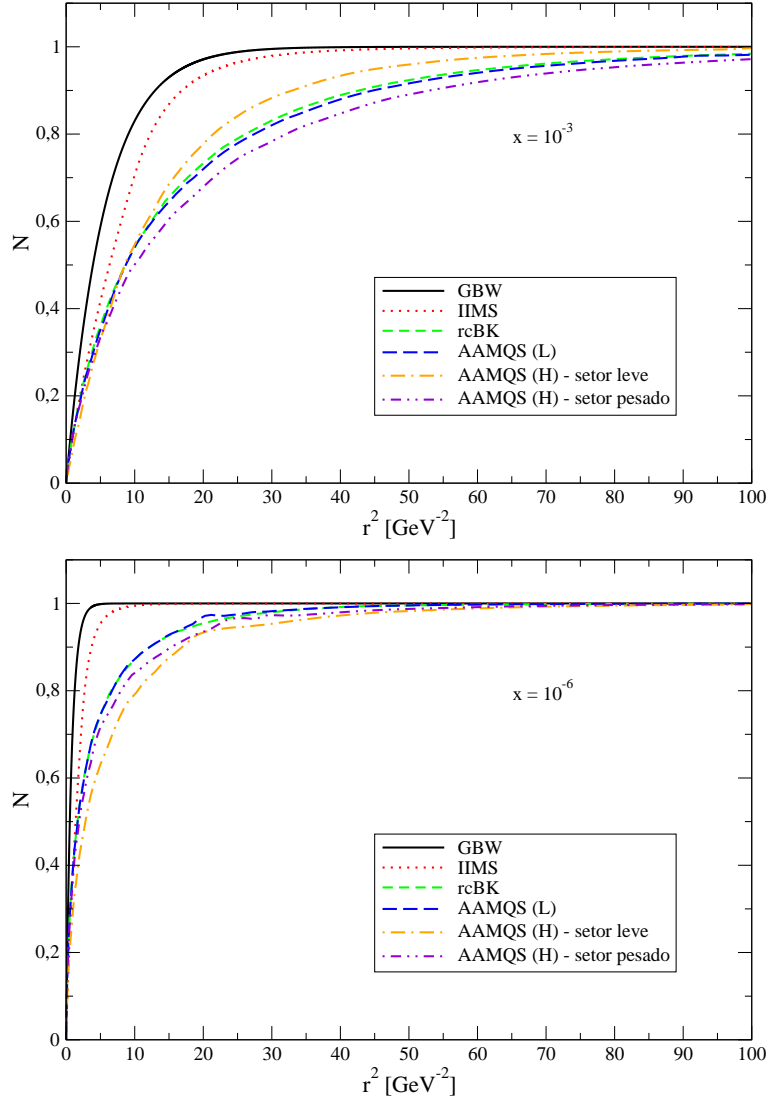 1
0,8
0,6
0,4
0,2
0
N
x = 10^-3
GBW
IIMS
rcBK
AAMQS (L)
AAMQS (H) - setor leve
AAMQS (H) - setor pesado
0 10 20 30 40 50 60 70 80 90 100
r^2 [GeV^-2]
1
0,8
0,6
0,4
0,2
0
N
x = 10^-6
GBW
IIMS
rcBK
AAMQS (L)
AAMQS (H) - setor leve
AAMQS (H) - setor pesado
0 10 20 30 40 50 60 70 80 90 100
r^2 [GeV^-2]